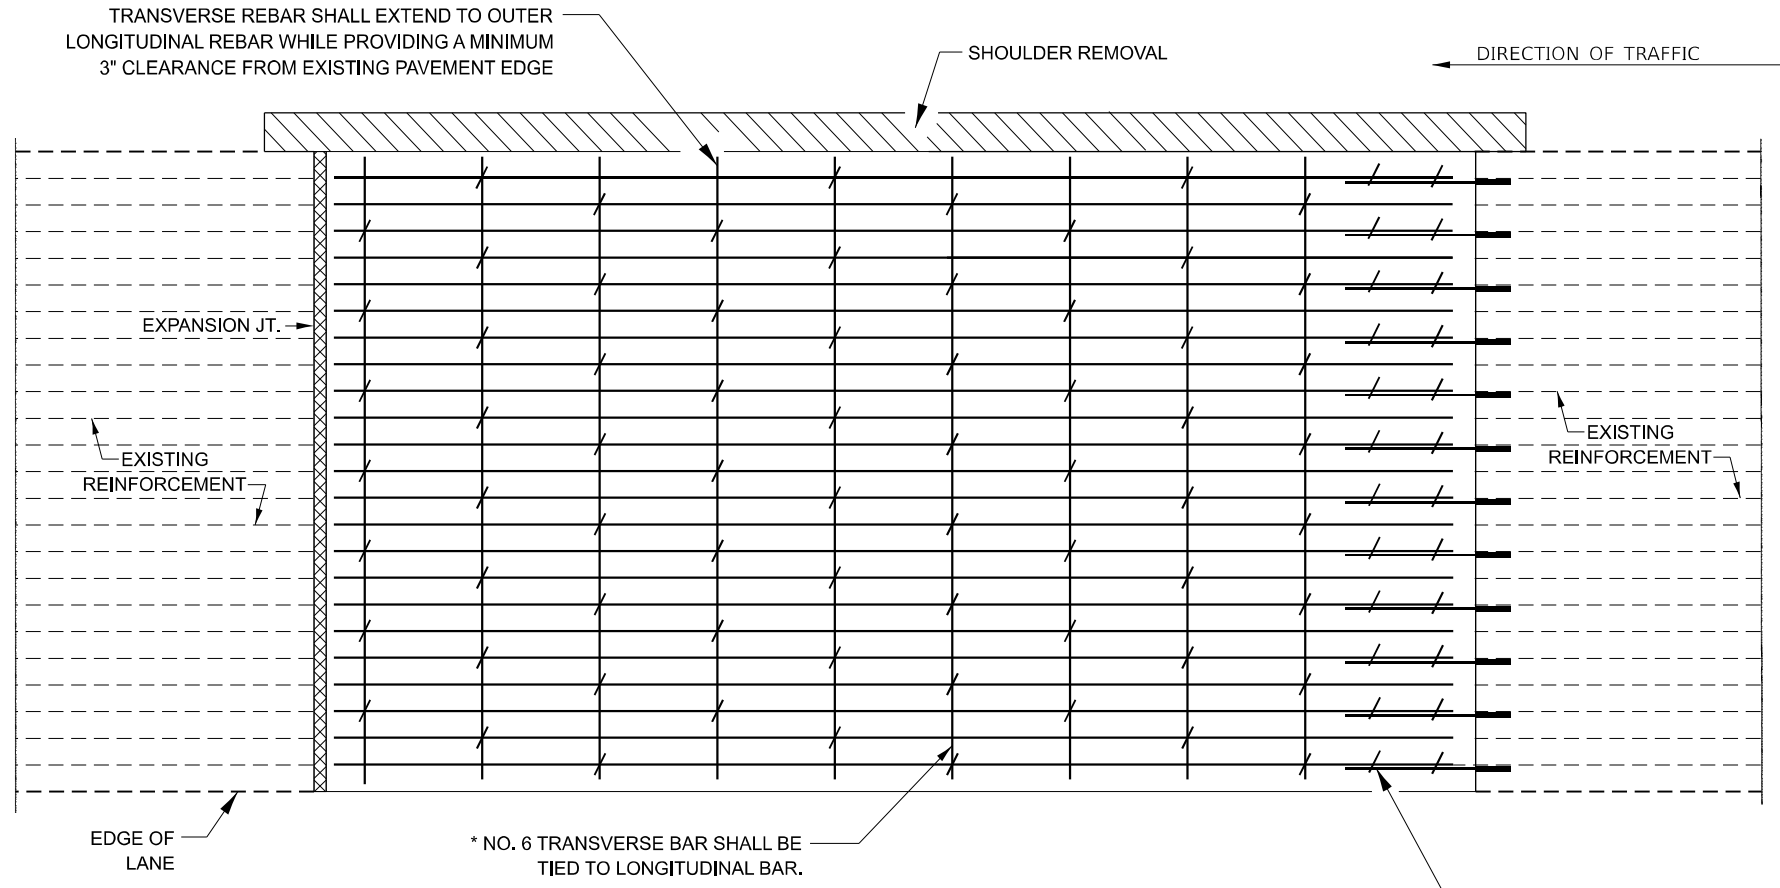 TRANSVERSE REBAR SHALL EXTEND TO OUTER
LONGITUDINAL REBAR WHILE PROVIDING A MINIMUM
3" CLEARANCE FROM EXISTING PAVEMENT EDGE
SHOULDER REMOVAL
DIRECTION OF TRAFFIC
EXPANSION JT.
EXISTING
REINFORCEMENT
EXISTING
REINFORCEMENT
EDGE OF
LANE
* NO. 6 TRANSVERSE BAR SHALL BE
TIED TO LONGITUDINAL BAR.